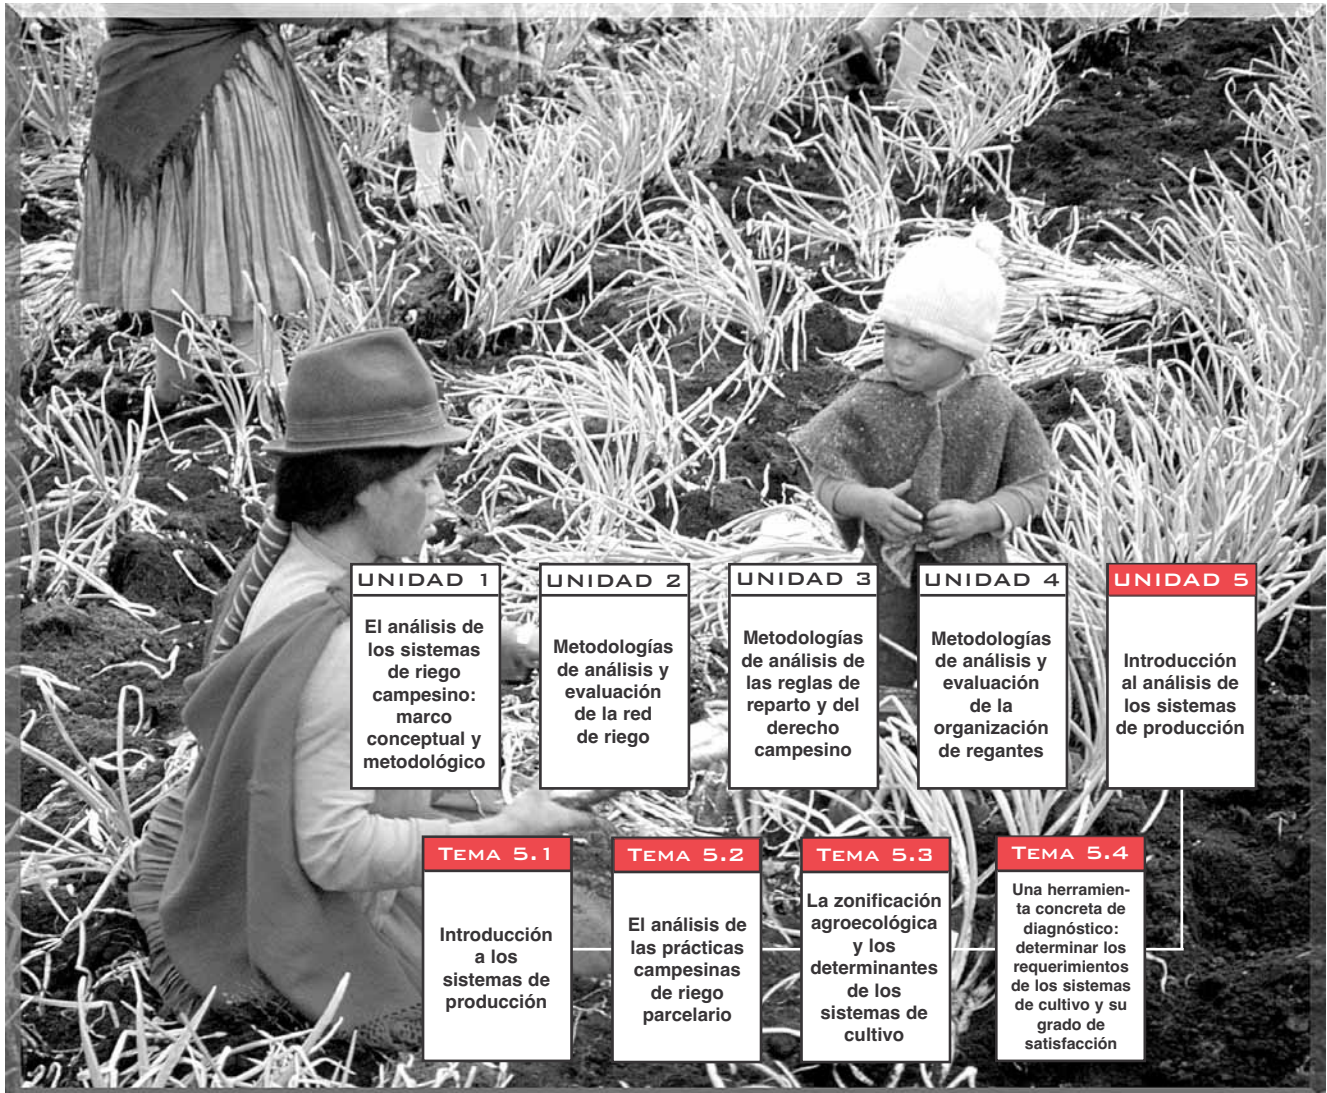 UNIDAD 1
El análisis de
los sistemas
de riego
campesino:
marco
conceptual y
metodológico
UNIDAD 2
Metodologías
de análisis y
evaluación
de la red
de riego
UNIDAD 3
Metodologías
de análisis de
las reglas de
reparto y del
derecho
campesino
UNIDAD 4
Metodologías
de análisis y
evaluación
de la
organización
de regantes
UNIDAD 5
Introducción
al análisis de
los sistemas
de producción
TEMA 5.1
Introducción
a los
sistemas de
producción
TEMA 5.2
El análisis de
las prácticas
campesinas
de riego
parcelario
TEMA 5.3
La zonificación
agroecológica
y los
determinantes
de los
sistemas de
cultivo
TEMA 5.4
Una herramien-
ta concreta de
diagnóstico:
determinar los
requerimientos
de los sistemas
de cultivo y su
grado de
satisfacción